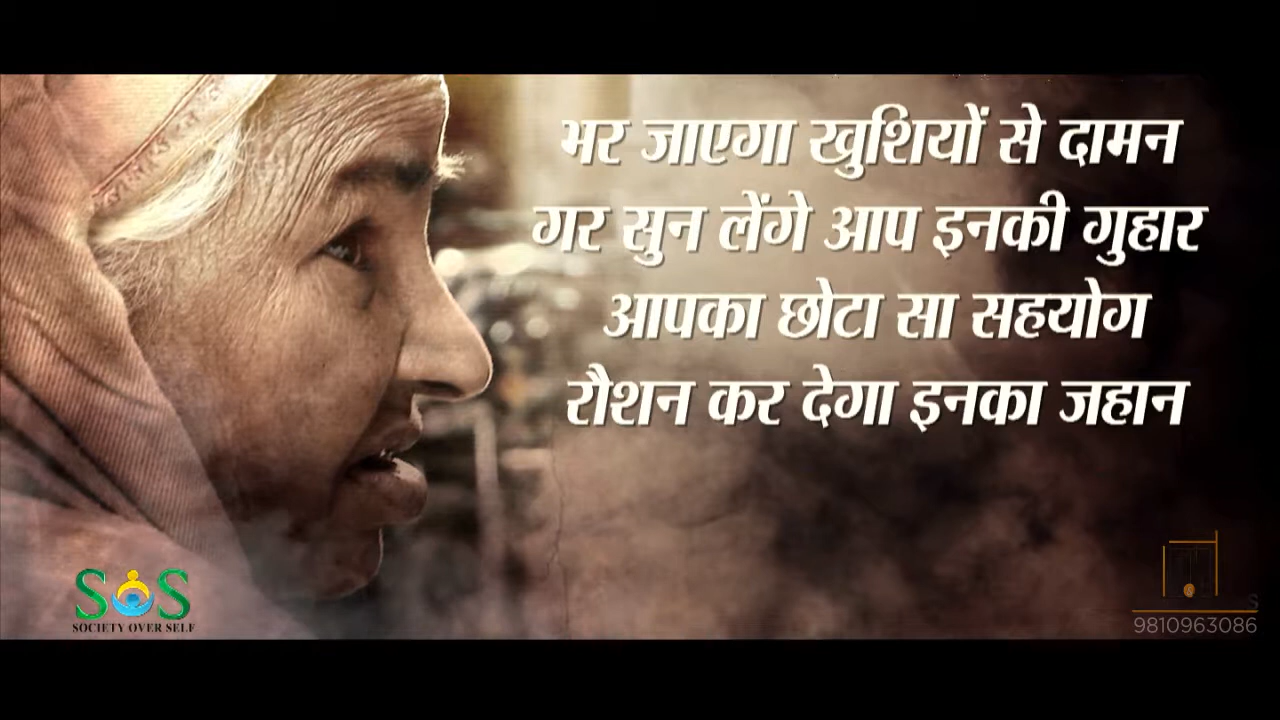 भर जाएगा खुशियों से दामन
गर सुन लेंगे आप इनकी गुहार
आपका छोटा सा सहयोग
रौशन कर देगा इनका जहान
SOS
SOCIETY OVER SELF
9810963086